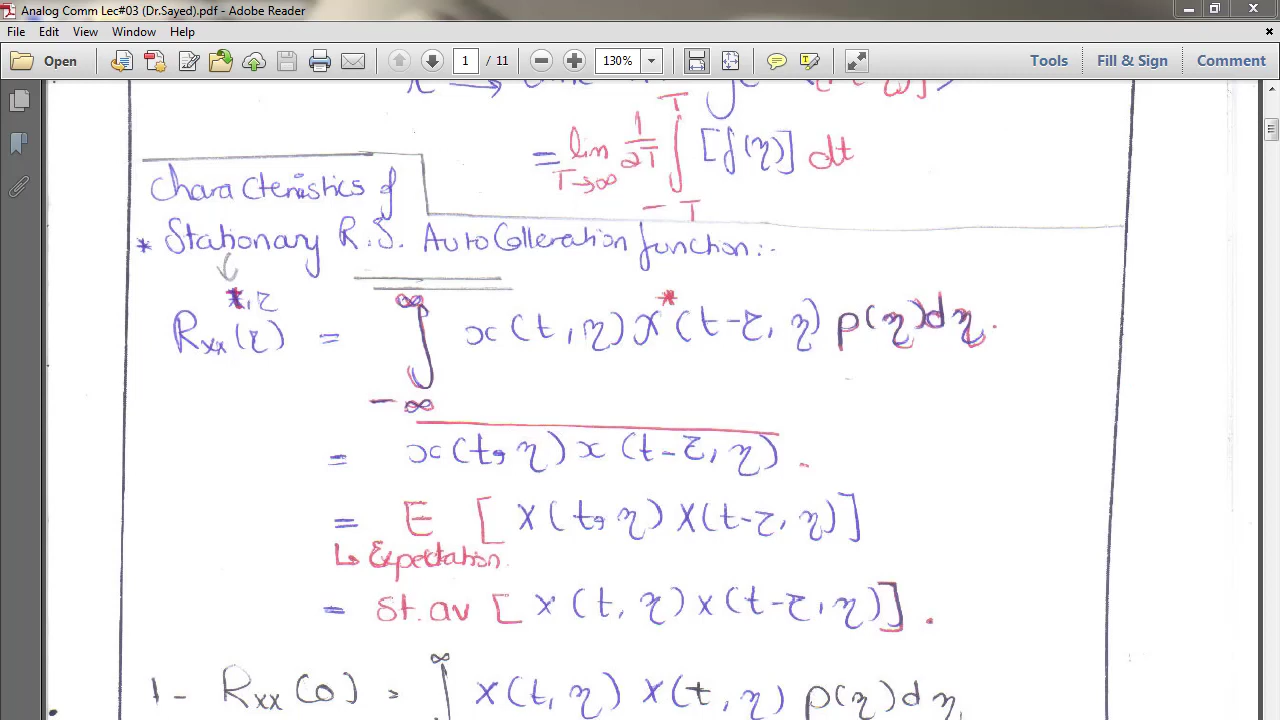 Analog Comm Lec#03 (Dr.Sayed).pdf - Adobe Reader
File Edit View Window Help
Open 1 / 11 130% Tools Fill & Sign Comment
= lim T→∞ 1/2T ∫ -T T [f(η)] dt
Characteristics of
* Stationary R.S. AutoColleration function:-
Rxx(τ) = ∫ -∞ ∞ x(t, η) x*(t-τ, η) p(η)dη.
= x(t, η) x(t-τ, η).
= E [X(t, η) X(t-τ, η)]
↳ Expectation
= St.av [X(t, η) X(t-τ, η)].
1- Rxx(0) = ∫ ∞ X(t, η) X(t, η) p(η)dη